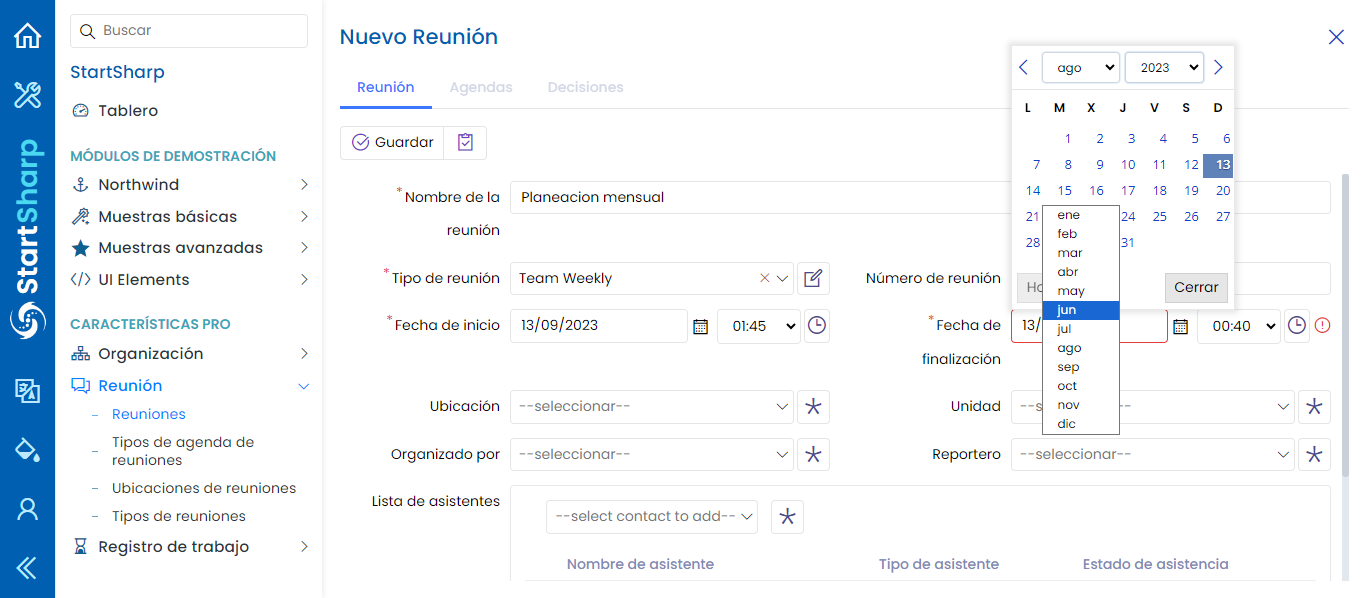 Buscar
StartSharp
Tablero
MÓDULOS DE DEMOSTRACIÓN
Northwind
Muestras básicas
Muestras avanzadas
UI Elements
CARACTERÍSTICAS PRO
Organización
Reunión
Reuniones
Tipos de agenda de
reuniones
Ubicaciones de reuniones
Tipos de reuniones
Registro de trabajo
StartSharp
Nuevo Reunión
Reunión
Agendas
Decisiones
Guardar
*Nombre de la
reunión
Planeacion mensual
*Tipo de reunión
Team Weekly
Número de reunión
*Fecha de inicio
13/09/2023
01:45
*Fecha de
finalización
13/
00:40
Ubicación
--seleccionar--
Unidad
Organizado por
--seleccionar--
Reportero
--seleccionar--
Lista de asistentes
--select contact to add--
Nombre de asistente
Tipo de asistente
Estado de asistencia
ago
2023
L M X J V S D
1 2 3 4 5 6
7 8 9 10 11 12 13
14 15 16 17 18 19 20
21 24 25 26 27
28 31
Cerrar
ene
feb
mar
abr
may
jun
jul
ago
sep
oct
nov
dic